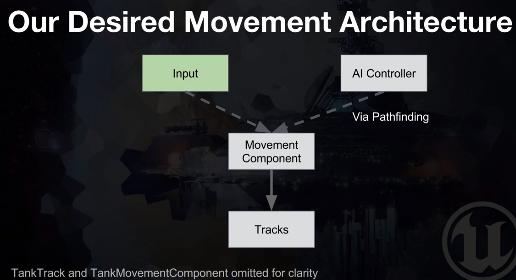 Our Desired Movement Architecture
Input
AI Controller
Via Pathfinding
Movement
Component
Tracks
TankTrack and TankMovementComponent omitted for clarity